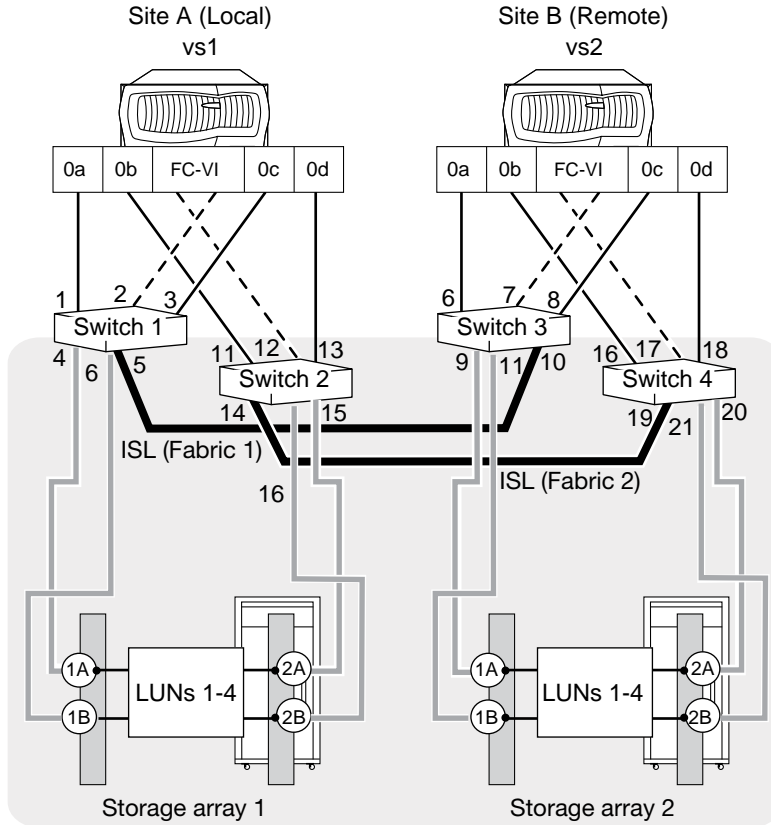 Site A (Local)
Site B (Remote)
vs1
vs2
0a 0b FC-VI 0c 0d
0a 0b FC-VI 0c 0d
1 2 3
6 7 8
Switch 1
Switch 3
4 6 5
11 12 13
9 11 10
16 17 18
Switch 2
Switch 4
14 15
19 21 20
ISL (Fabric 1)
16
ISL (Fabric 2)
1A
LUNs 1-4
2A
1B
2B
1A
LUNs 1-4
2A
1B
2B
Storage array 1
Storage array 2